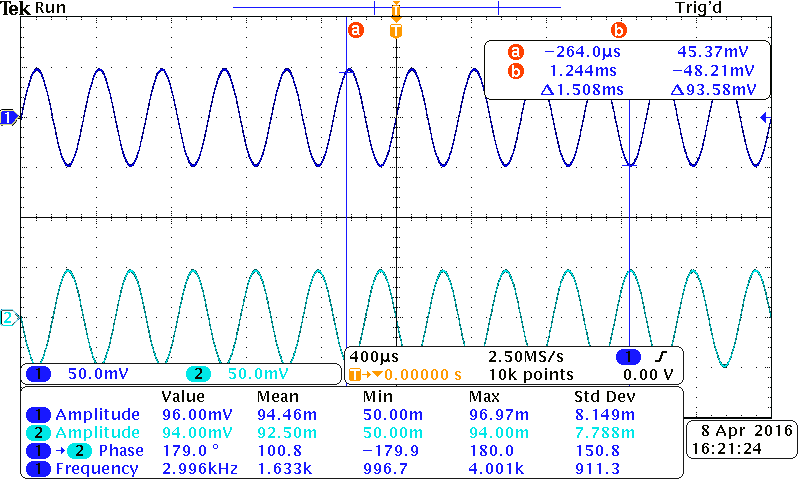 Tek Run Trig'd
T
a T b
a −264.0µs 45.37mV
b 1.244ms −48.21mV
Δ1.508ms Δ93.58mV
1
2
1 50.0mV 2 50.0mV
400µs 2.50MS/s 1
T→▼0.00000 s 10k points 0.00 V
Value Mean Min Max Std Dev
1 Amplitude 96.00mV 94.46m 50.00m 96.97m 8.149m
2 Amplitude 94.00mV 92.50m 50.00m 94.00m 7.788m
1 → 2 Phase 179.0 ° 100.8 −179.9 180.0 150.8
1 Frequency 2.996kHz 1.633k 996.7 4.001k 911.3
8 Apr 2016
16:21:24